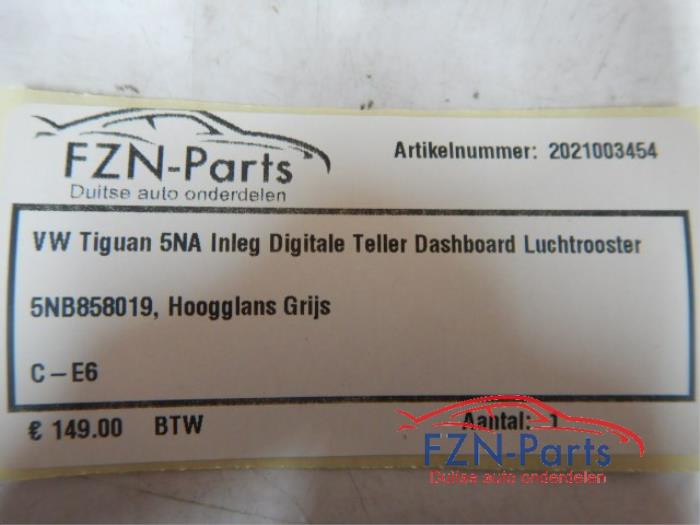 FZN-Parts
Duitse auto onderdelen
Artikelnummer: 2021003454
VW Tiguan 5NA Inleg Digitale Teller Dashboard Luchtrooster
5NB858019, Hoogglans Grijs
C-E6
€ 149.00 BTW Aantal: 1
FZN-Parts
Duitse auto onderdelen